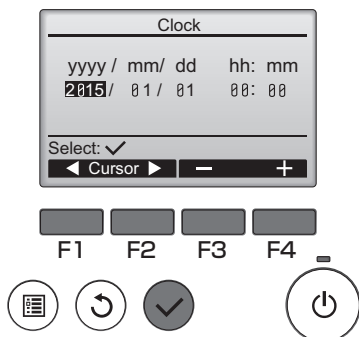 Clock
yyyy / mm/ dd hh: mm
2015 / 01 / 01 00: 00
Select: ✓
◀ Cursor ▶ − +
F1 F2 F3 F4